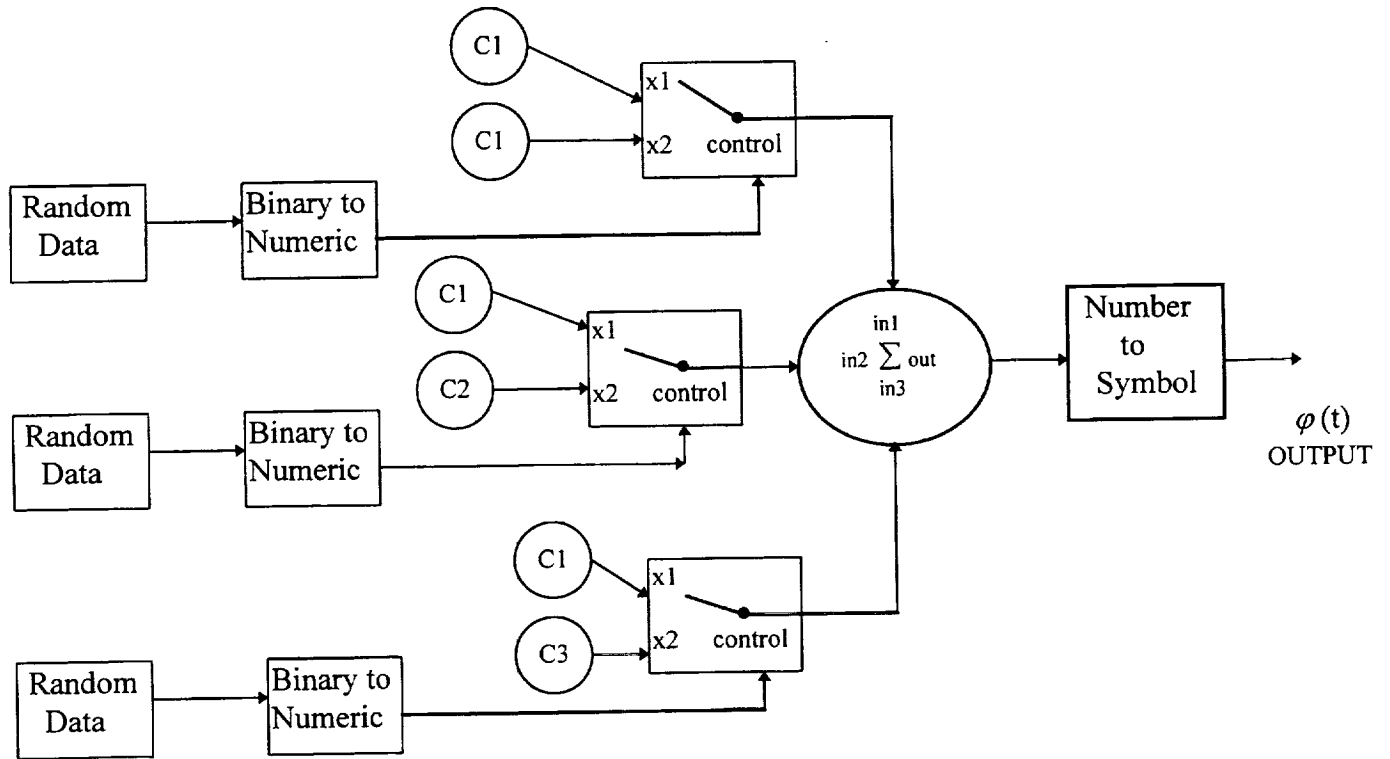 C1
x1
C1
x2 control
Random
Data
Binary to
Numeric
C1
x1
C2
x2 control
Random
Data
Binary to
Numeric
in1
in2 ∑ out
in3
Number
to
Symbol
φ (t)
OUTPUT
C1
x1
C3
x2 control
Random
Data
Binary to
Numeric